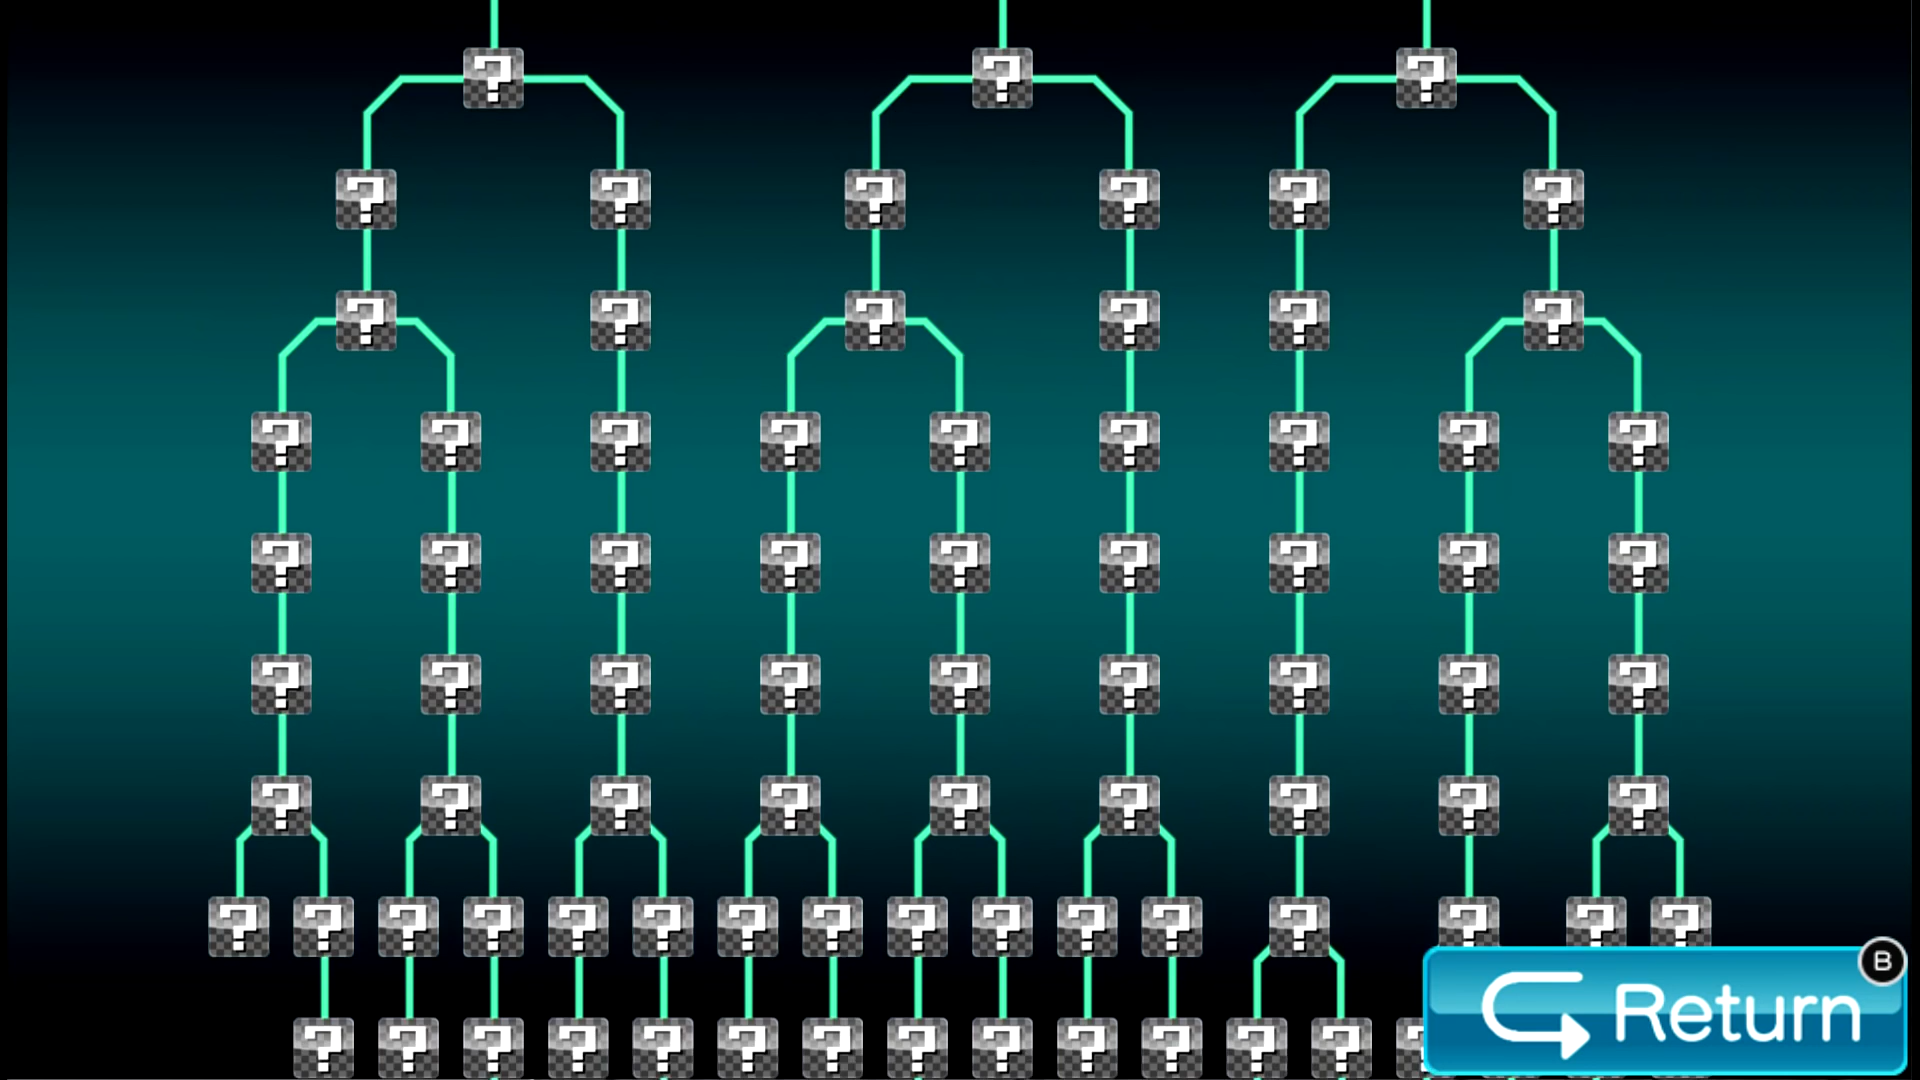 ? ? ?
? ? ? ? ? ?
? ? ? ? ? ?
? ? ? ? ? ? ? ? ?
? ? ? ? ? ? ? ? ?
? ? ? ? ? ? ? ? ?
? ? ? ? ? ? ? ? ?
? ? ? ? ? ? ? ? ? ? ? ? ? ? ? ?
B
? ? ? ? ? ? ? ? ? ? ? ? ? ?
Return